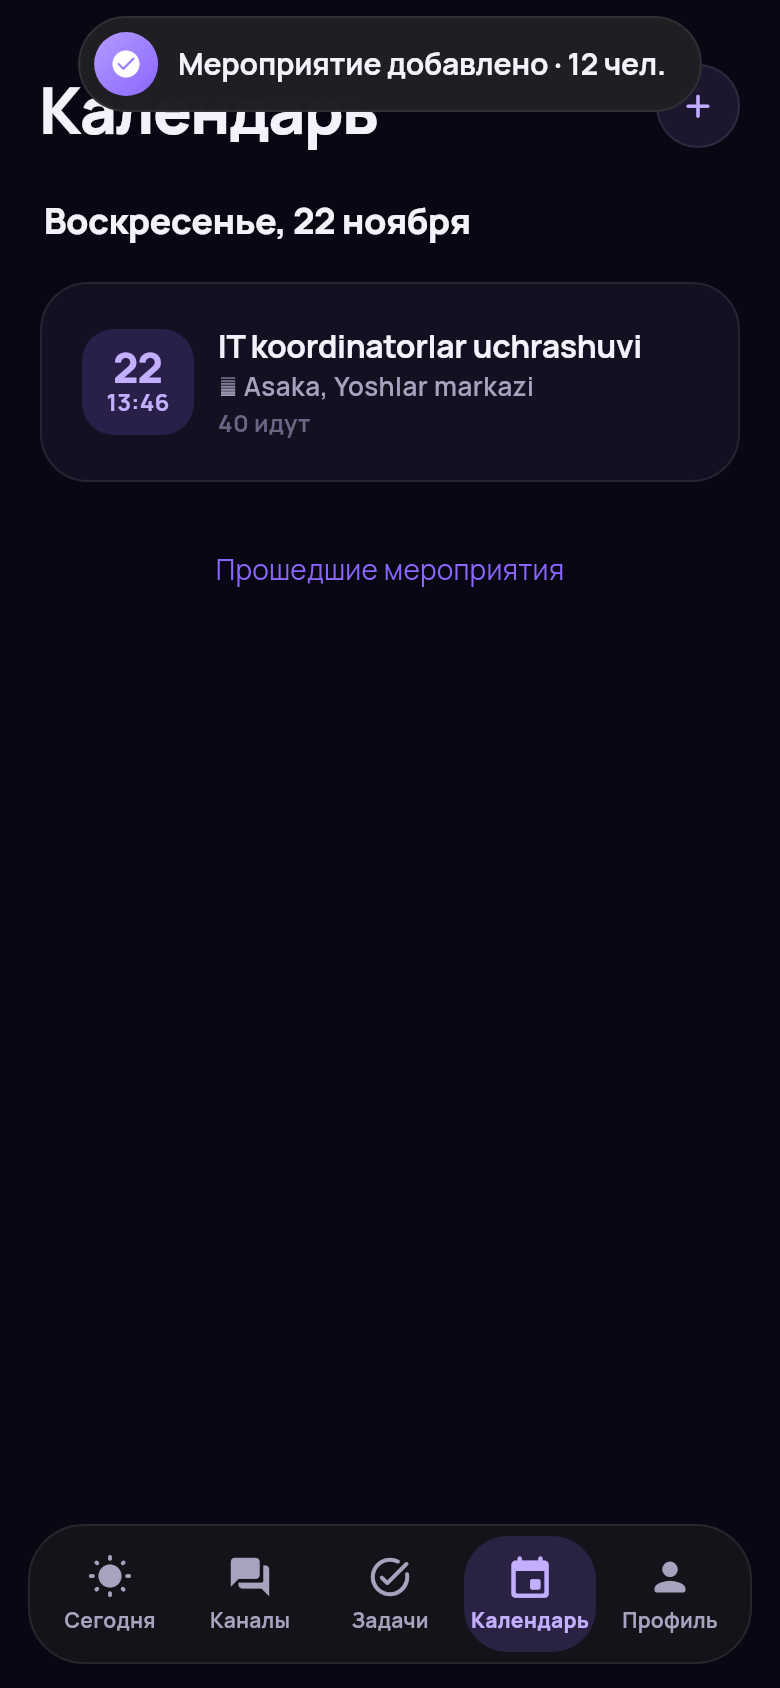 Мероприятие добавлено · 12 чел.
Календарь
Воскресенье, 22 ноября
22
13:46
IT koordinatorlar uchrashuvi
Asaka, Yoshlar markazi
40 идут
Прошедшие мероприятия
Сегодня
Каналы
Задачи
Календарь
Профиль